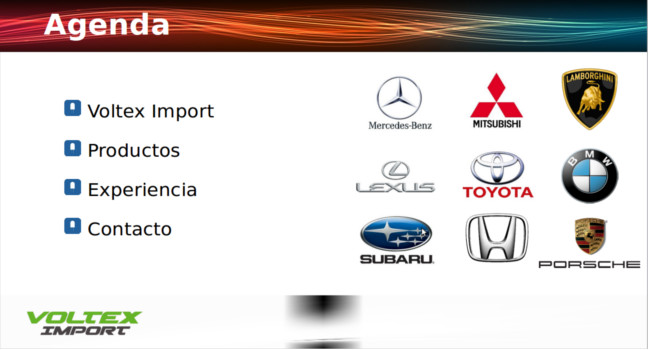 Agenda
Voltex Import
Productos
Experiencia
Contacto
Mercedes-Benz
MITSUBISHI
LAMBORGHINI
LEXUS
TOYOTA
BMW
SUBARU
PORSCHE
VOLTEX
IMPORT